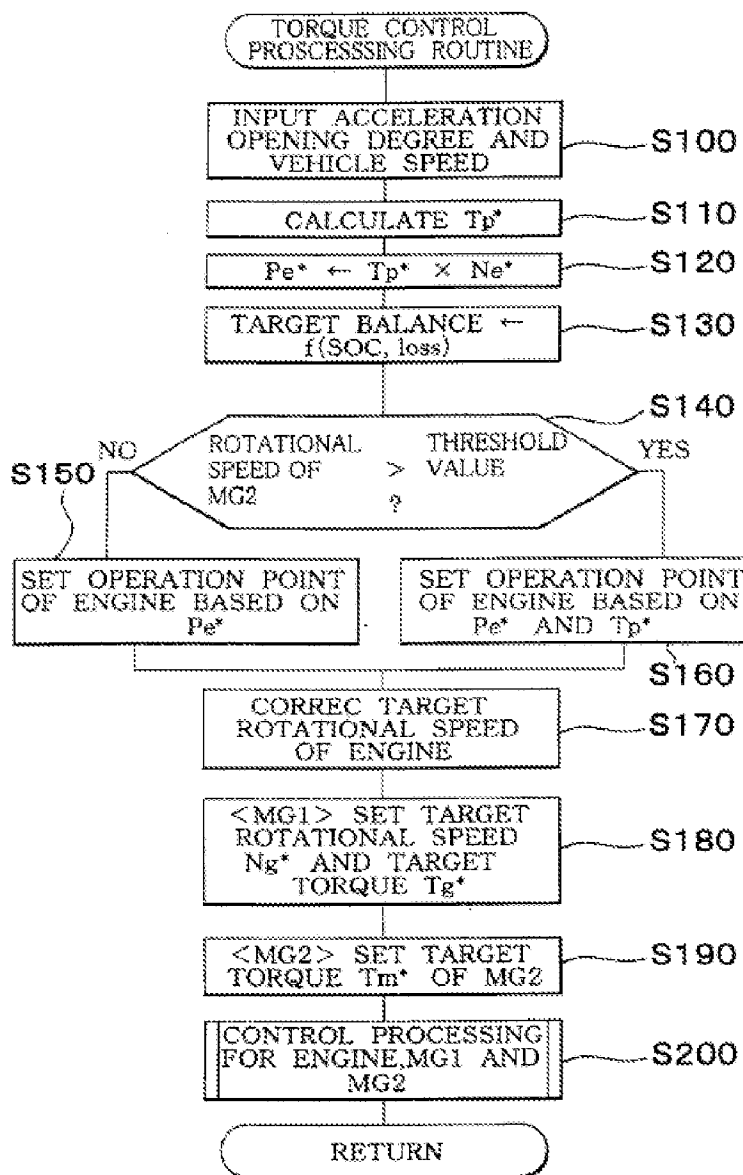 TORQUE CONTROL
PROSCESSSING ROUTINE
INPUT ACCELERATION
OPENING DEGREE AND
VEHICLE SPEED
S100
CALCULATE Tp*
S110
Pe* ← Tp* × Ne*
S120
TARGET BALANCE ←
f(SOC, loss)
S130
S140
NO
ROTATIONAL
SPEED OF
MG2
>
?
THRESHOLD
VALUE
YES
S150
SET OPERATION POINT
OF ENGINE BASED ON
Pe*
SET OPERATION POINT
OF ENGINE BASED ON
Pe* AND Tp*
S160
CORREC TARGET
ROTATIONAL SPEED
OF ENGINE
S170
<MG1> SET TARGET
ROTATIONAL SPEED
Ng* AND TARGET
TORQUE Tg*
S180
<MG2> SET TARGET
TORQUE Tm* OF MG2
S190
CONTROL PROCESSING
FOR ENGINE,MG1 AND
MG2
S200
RETURN